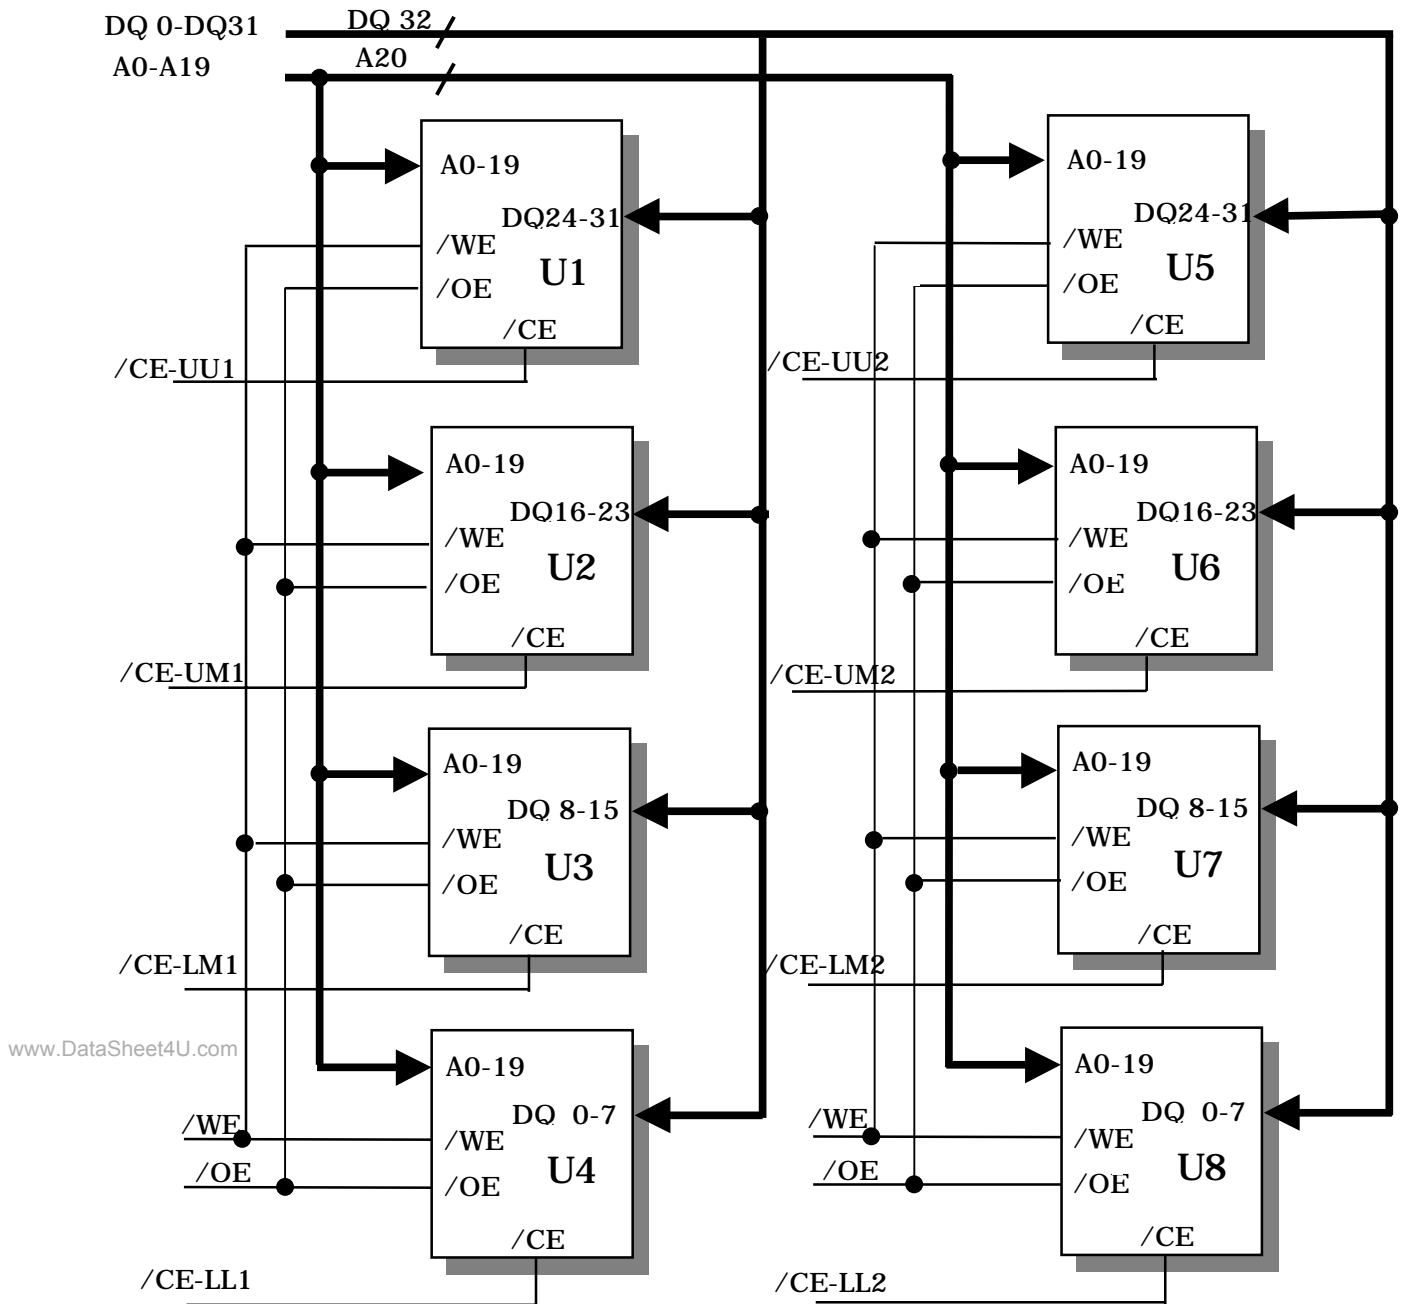 DQ 0-DQ31
DQ 32
A0-A19
A20
A0-19
DQ24-31
/WE
U1
/OE
/CE
/CE-UU1
A0-19
DQ24-31
/WE
U5
/OE
/CE
/CE-UU2
A0-19
DQ16-23
/WE
U2
/OE
/CE
/CE-UM1
A0-19
DQ16-23
/WE
U6
/OE
/CE
/CE-UM2
A0-19
DQ 8-15
/WE
U3
/OE
/CE
/CE-LM1
A0-19
DQ 8-15
/WE
U7
/OE
/CE
/CE-LM2
www.DataSheet4U.com
A0-19
DQ 0-7
/WE
/WE
U4
/OE
/OE
/CE
/CE-LL1
A0-19
DQ 0-7
/WE
/WE
U8
/OE
/OE
/CE
/CE-LL2